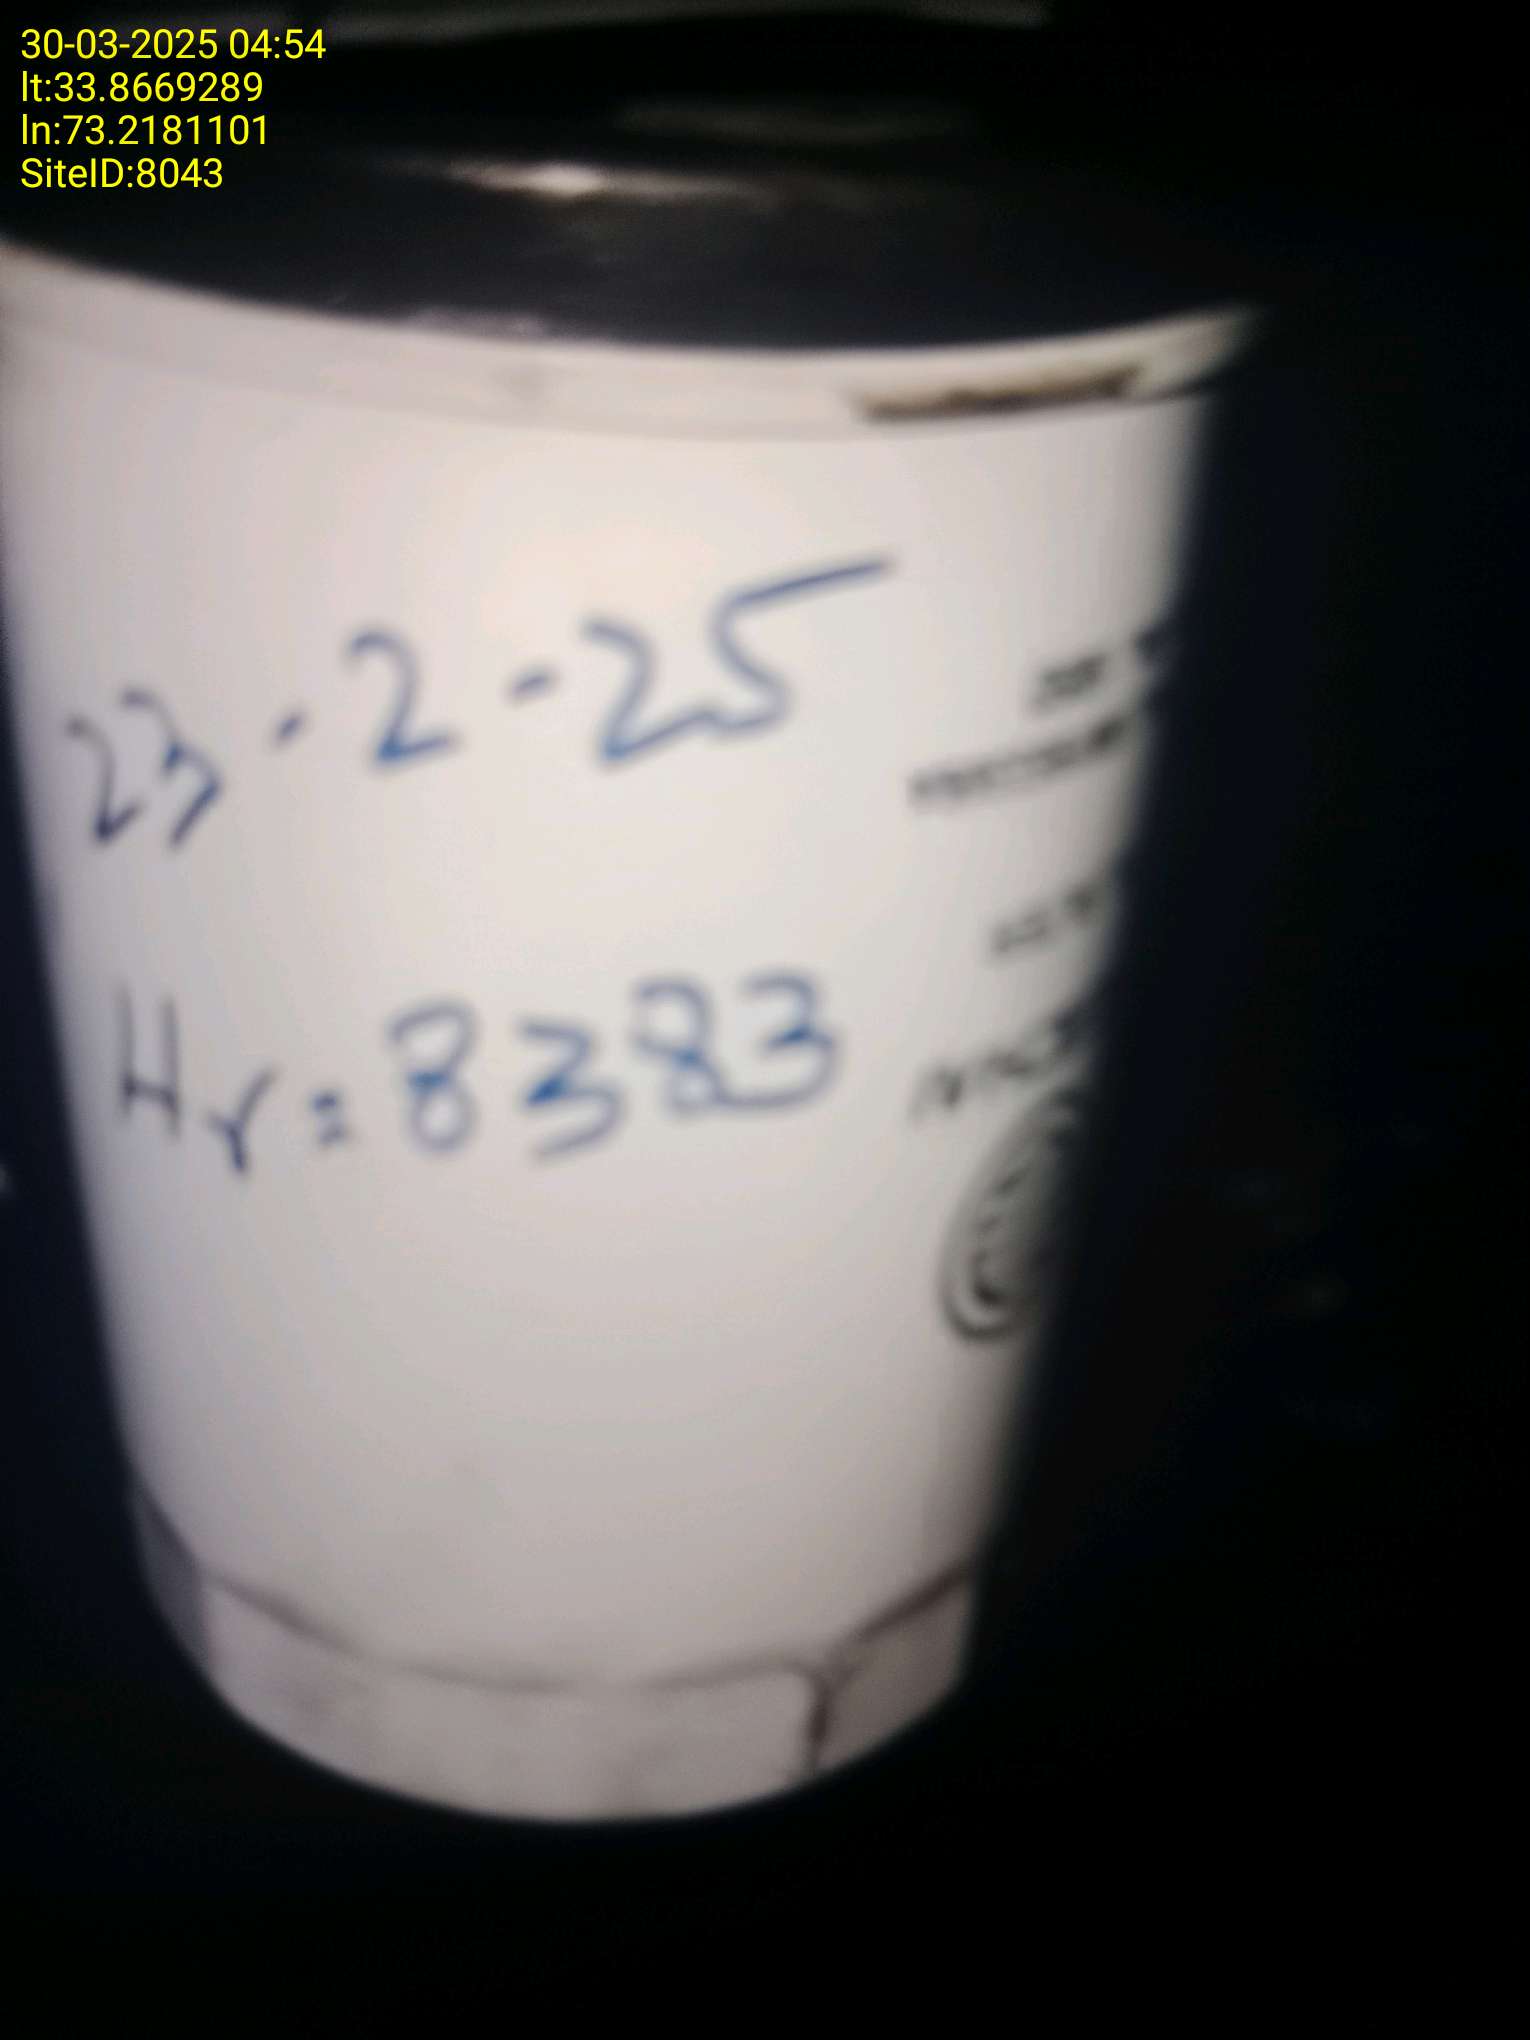 30-03-2025 04:54
lt:33.8669289
ln:73.2181101
SiteID:8043
23-2-25
Hr=8383